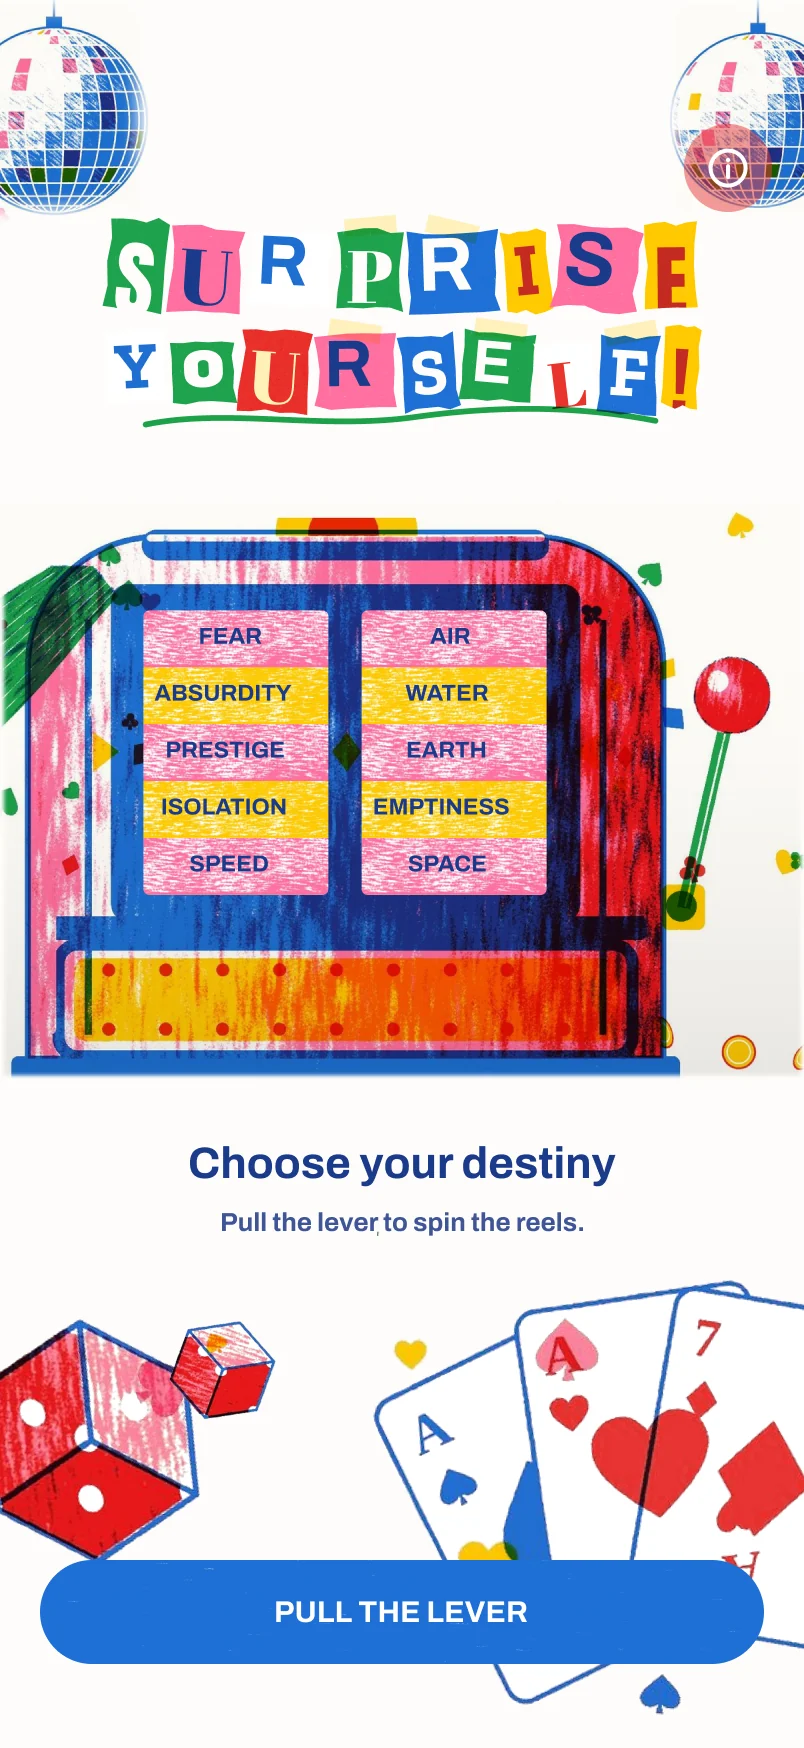 SURPRISE
YOURSELF!
FEAR AIR
ABSURDITY WATER
PRESTIGE EARTH
ISOLATION EMPTINESS
SPEED SPACE
Choose your destiny
Pull the lever to spin the reels.
A
A
7
A
PULL THE LEVER